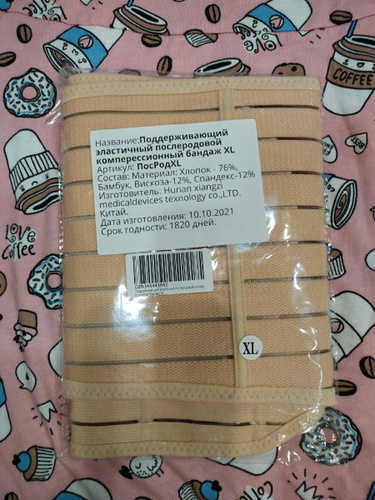 Название:Поддерживающий
эластичный послеродовой
комперессионный бандаж XL
Артикул: ПосРодXL
Состав: Материал: Хлопок - 76%,
Бамбук, Вискоза-12%, Спандекс-12%
Изготовитель: Hunan xiangzi
medicaldevices texnology co.,LTD.
Китай.
Дата изготовления: 10.10.2021
Срок годности: 1820 дней.
XL
COFFEE
LOVE
Coffee